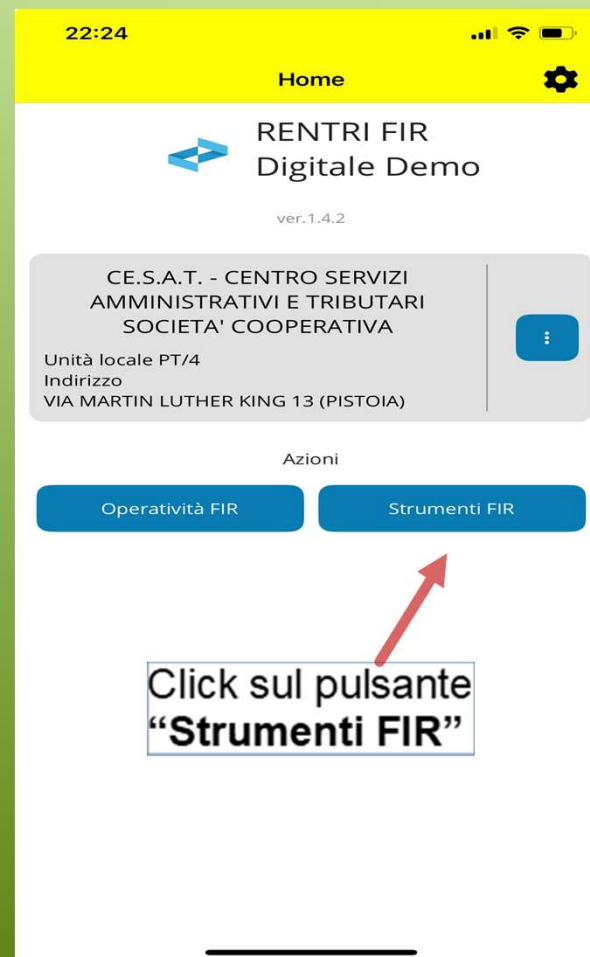 22:24
Home
RENTRI FIR
Digitale Demo
ver.1.4.2
CE.S.A.T. - CENTRO SERVIZI
AMMINISTRATIVI E TRIBUTARI
SOCIETA' COOPERATIVA
Unità locale PT/4
Indirizzo
VIA MARTIN LUTHER KING 13 (PISTOIA)
Azioni
Operatività FIR
Strumenti FIR
Click sul pulsante
“Strumenti FIR”